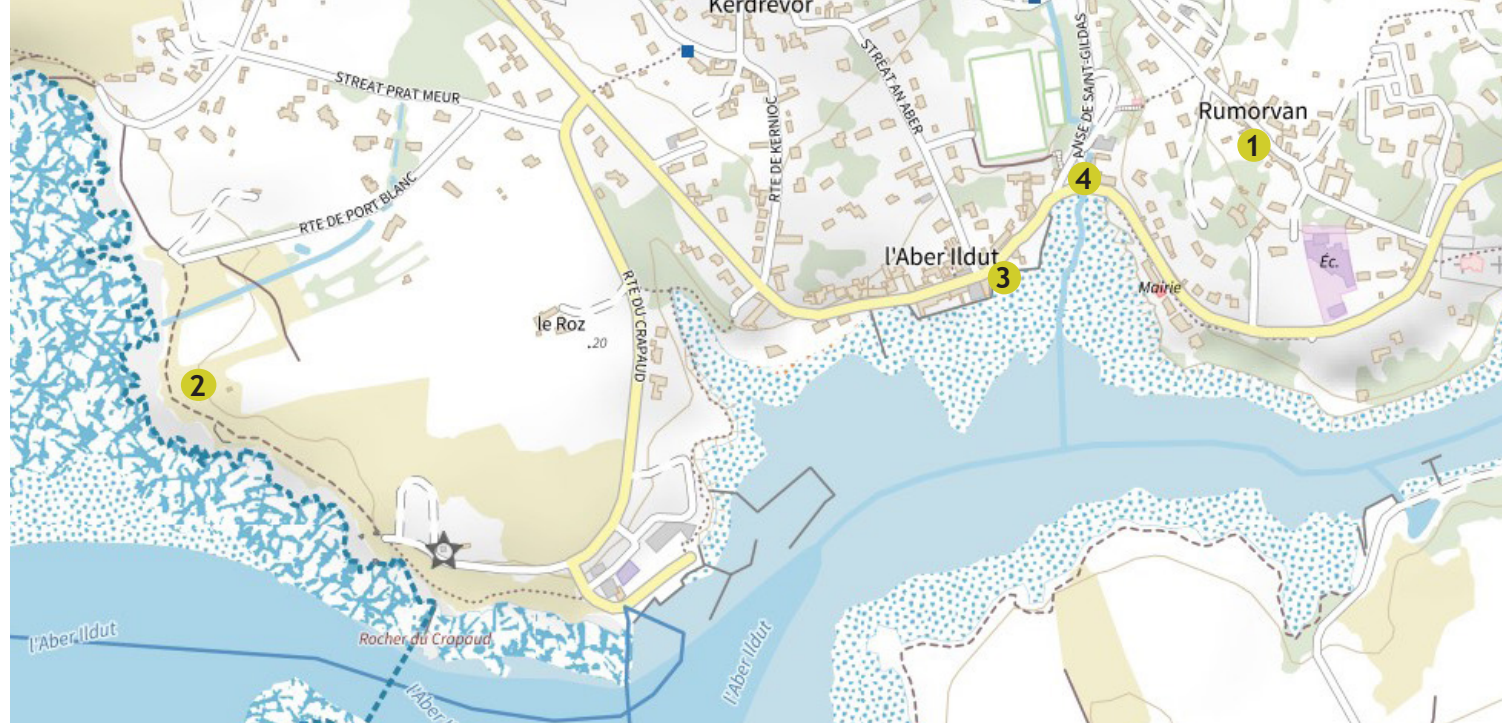 Kerdrevor
STREAT PRAT MEUR
STREAT AN ABER
ANSE DE SAINT-GILDAS
Rumorvan
1
RTE DE KERNIOC
4
RTE DE PORT BLANC
l'Aber Ildut
3
Éc.
Mairie
RTE DU CRAPAUD
le Roz
.20
2
l'Aber Ildut
Rocher du Crapaud
l'Aber Ildut
l'Aber I